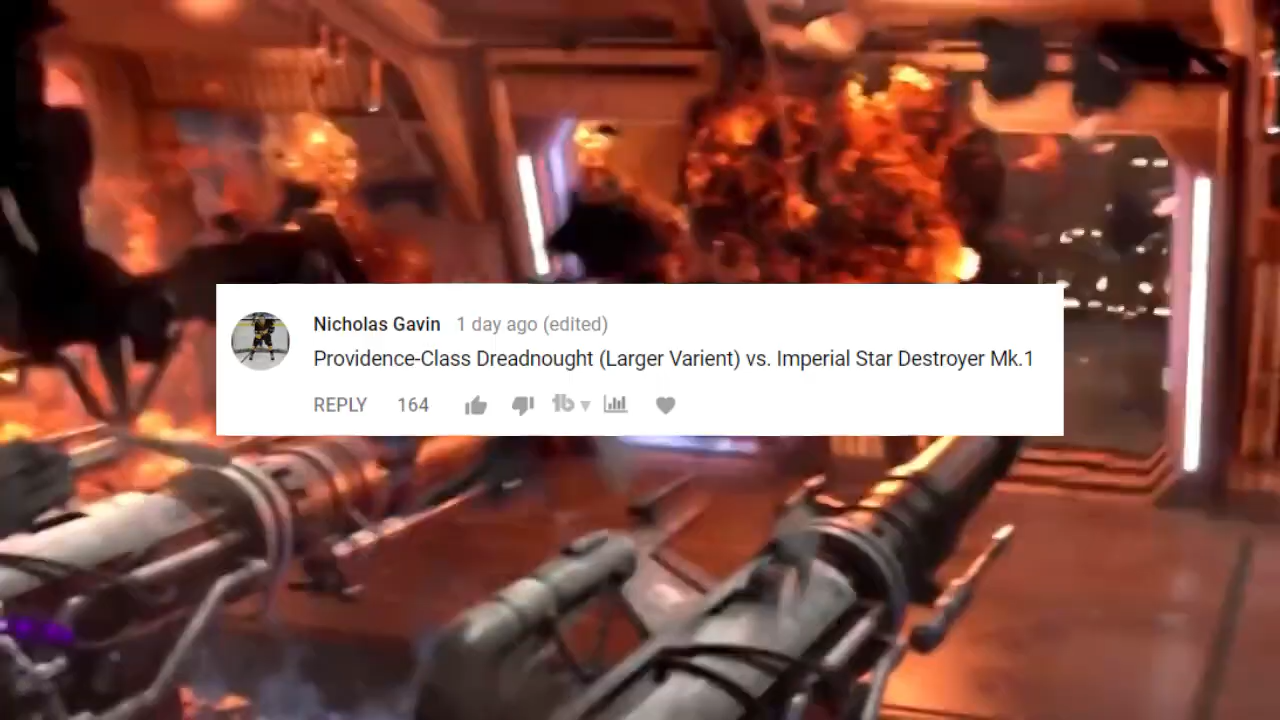 Nicholas Gavin 1 day ago (edited)
Providence-Class Dreadnought (Larger Varient) vs. Imperial Star Destroyer Mk.1
REPLY 164